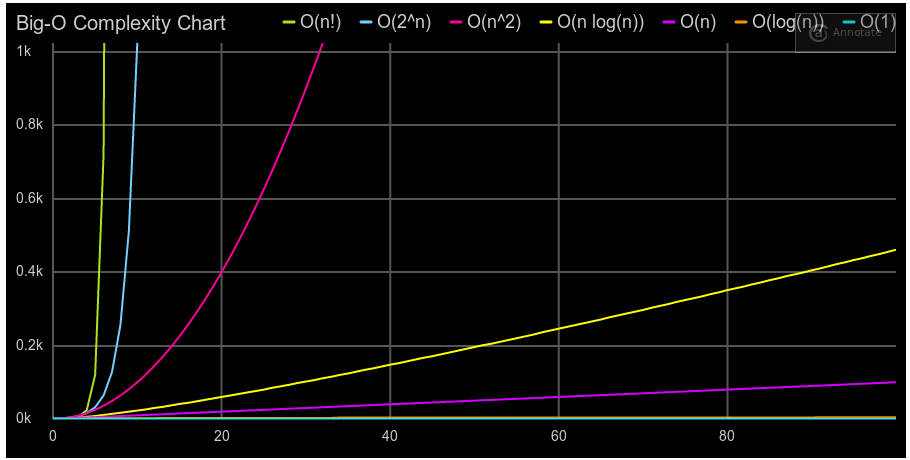 Big-O Complexity Chart O(n!) O(2^n) O(n^2) O(n log(n)) O(n) O(log(n)) O(1)
Annotate
1k
0.8k
0.6k
0.4k
0.2k
0k
0 20 40 60 80